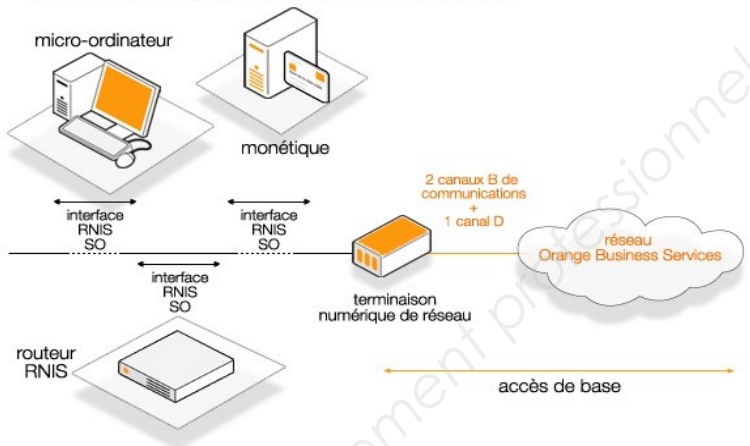 micro-ordinateur
monétique
2 canaux B de
communications
+
1 canal D
interface
RNIS
SO
interface
RNIS
SO
réseau
Orange Business Services
interface
RNIS
SO
terminaison
numérique de réseau
routeur
RNIS
accès de base